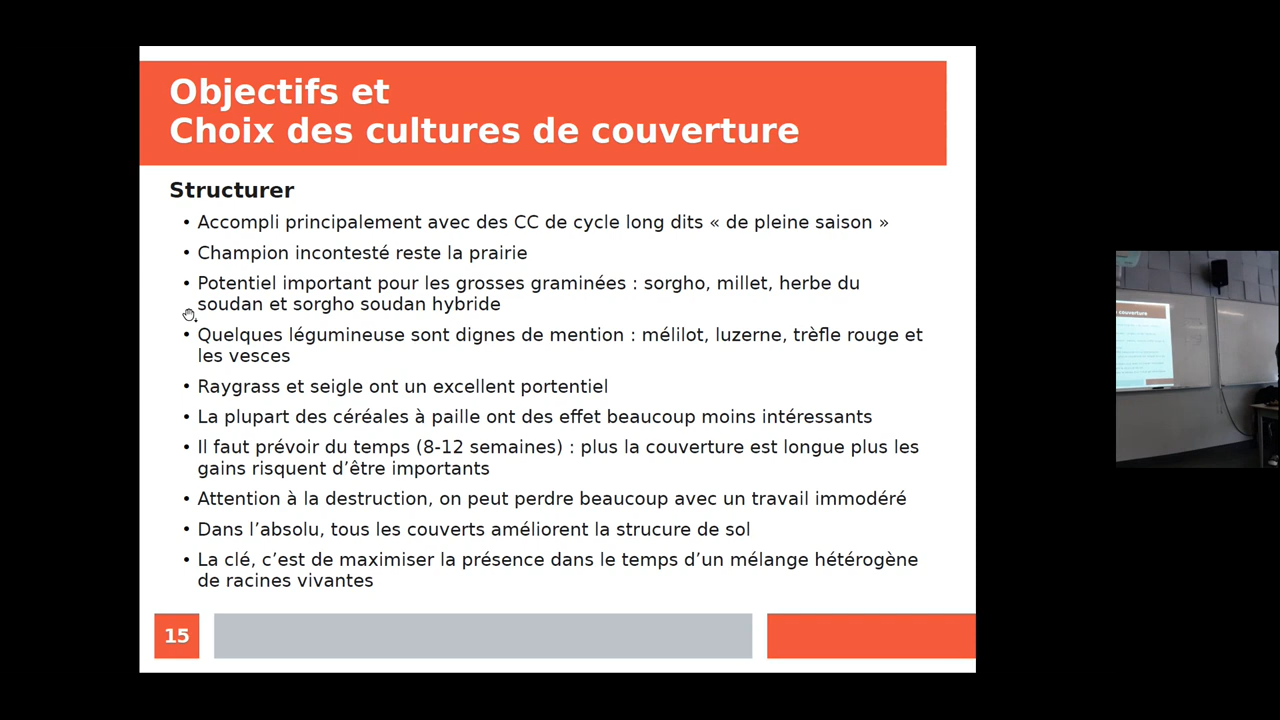 Objectifs et
Choix des cultures de couverture
Structurer
• Accompli principalement avec des CC de cycle long dits « de pleine saison »
• Champion incontesté reste la prairie
• Potentiel important pour les grosses graminées : sorgho, millet, herbe du
soudan et sorgho soudan hybride
• Quelques légumineuse sont dignes de mention : mélilot, luzerne, trèfle rouge et
les vesces
• Raygrass et seigle ont un excellent portentiel
• La plupart des céréales à paille ont des effet beaucoup moins intéressants
• Il faut prévoir du temps (8-12 semaines) : plus la couverture est longue plus les
gains risquent d’être importants
• Attention à la destruction, on peut perdre beaucoup avec un travail immodéré
• Dans l’absolu, tous les couverts améliorent la strucure de sol
• La clé, c’est de maximiser la présence dans le temps d’un mélange hétérogène
de racines vivantes
15
couverture